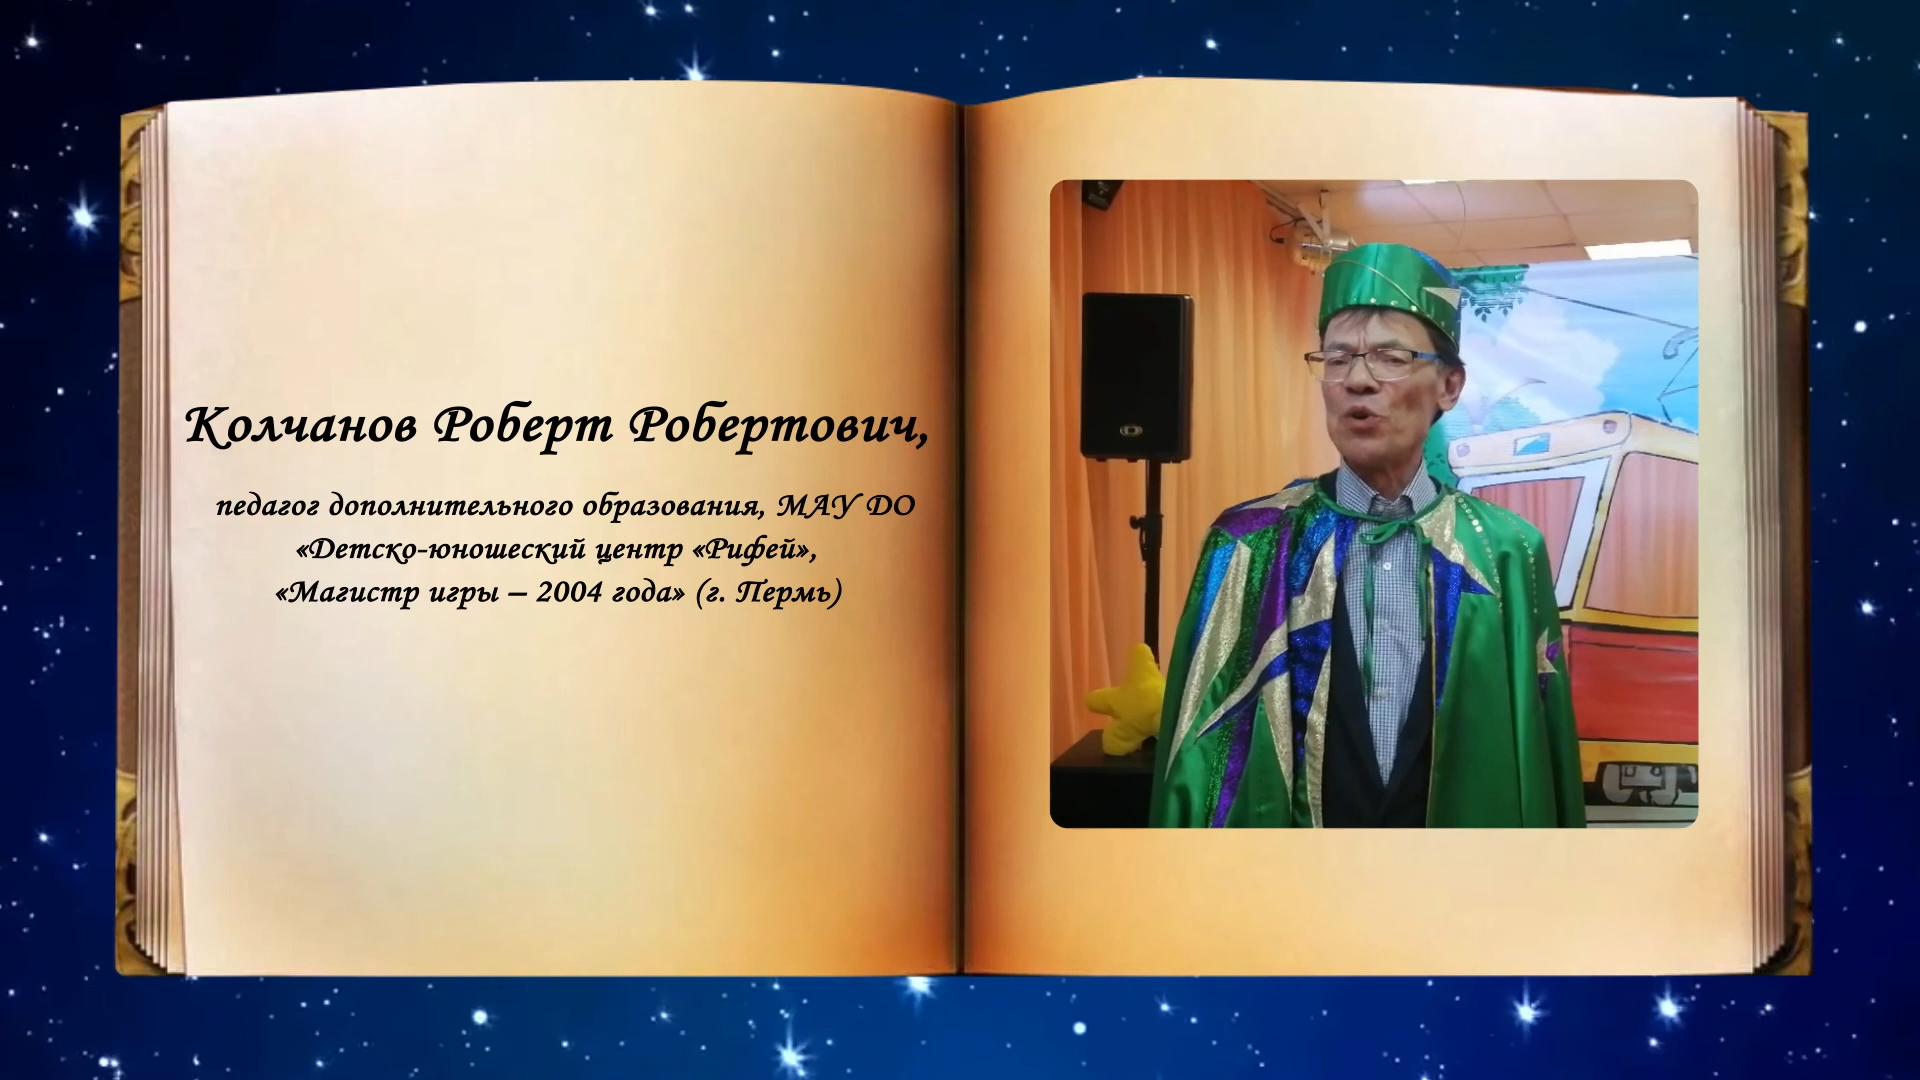 Колчанов Роберт Робертович,
педагог дополнительного образования, МАУ ДО
«Детско-юношеский центр «Рифей»,
«Магистр игры – 2004 года» (г. Пермь)